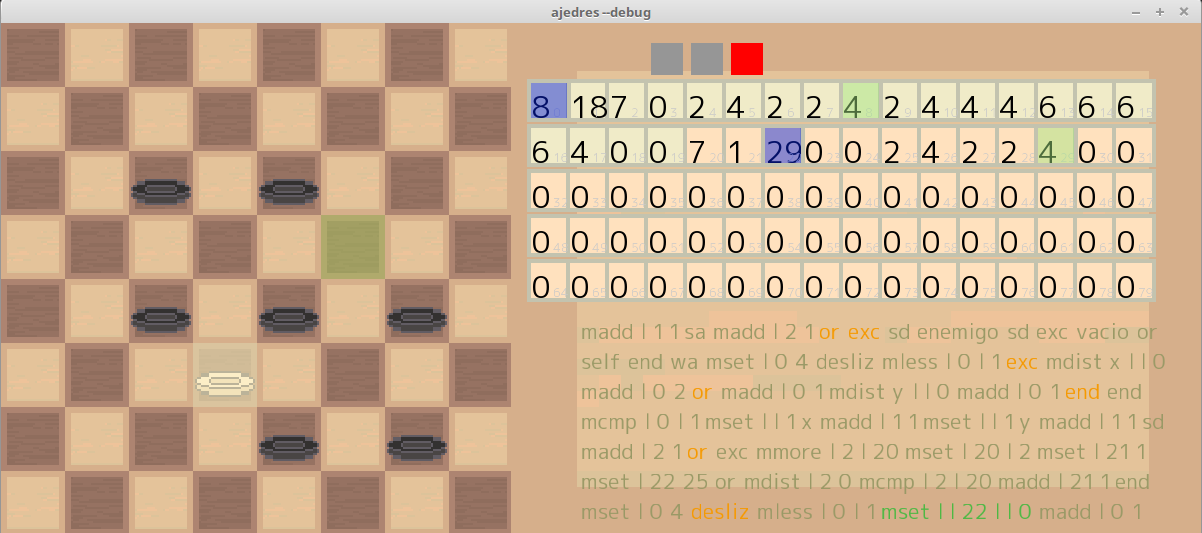 ajedres --debug
8 18 7 0 2 4 2 2 4 2 4 4 4 6 6 6
6 4 0 0 7 1 29 0 0 2 4 2 2 4 0 0
0 0 0 0 0 0 0 0 0 0 0 0 0 0 0 0
0 0 0 0 0 0 0 0 0 0 0 0 0 0 0 0
0 0 0 0 0 0 0 0 0 0 0 0 0 0 0 0
madd l 1 1 sa madd l 2 1 or exc sd enemigo sd exc vacio or
self end wa mset l 0 4 desliz mless l 0 l 1 exc mdist x l l 0
madd l 0 2 or madd l 0 1 mdist y l l 0 madd l 0 1 end end
mcmp l 0 l 1 mset l l 1 x madd l 1 1 mset l l 1 y madd l 1 1 sd
madd l 2 1 or exc mmore l 2 l 20 mset l 20 l 2 mset l 21 1
mset l 22 25 or mdist l 2 0 mcmp l 2 l 20 madd l 21 1 end
mset l 0 4 desliz mless l 0 l 1 mset l l 22 l l 0 madd l 0 1